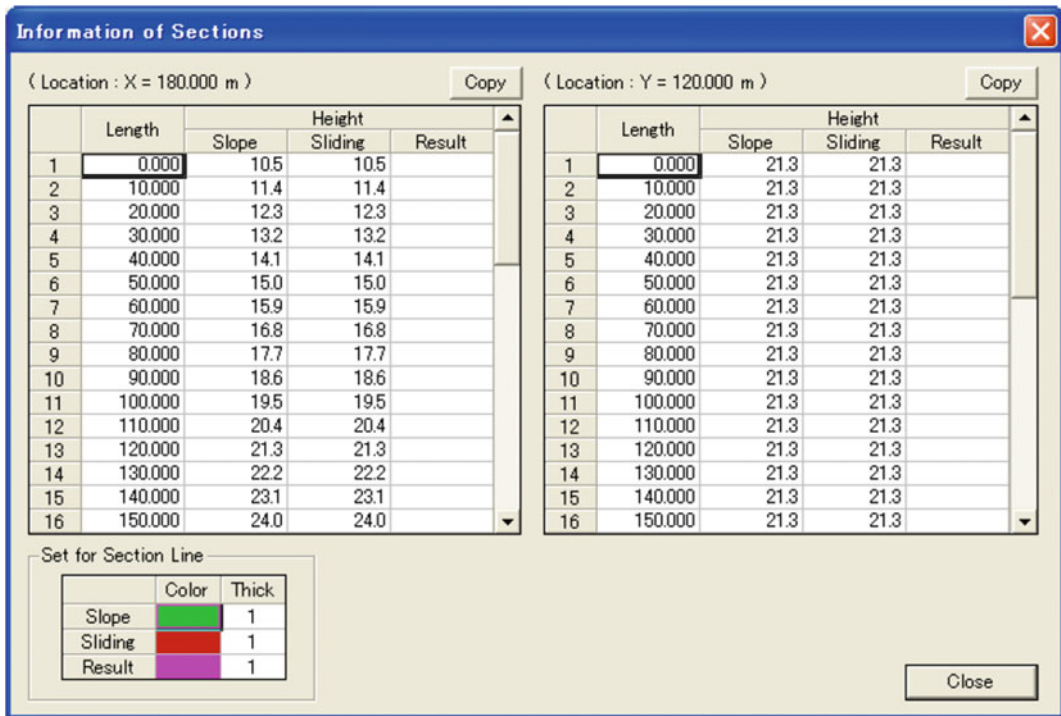 Information of Sections
( Location : X = 180.000 m ) Copy ( Location : Y = 120.000 m ) Copy
Length Height Length Height
Slope Sliding Result Slope Sliding Result
1 0.000 10.5 10.5 1 0.000 21.3 21.3
2 10.000 11.4 11.4 2 10.000 21.3 21.3
3 20.000 12.3 12.3 3 20.000 21.3 21.3
4 30.000 13.2 13.2 4 30.000 21.3 21.3
5 40.000 14.1 14.1 5 40.000 21.3 21.3
6 50.000 15.0 15.0 6 50.000 21.3 21.3
7 60.000 15.9 15.9 7 60.000 21.3 21.3
8 70.000 16.8 16.8 8 70.000 21.3 21.3
9 80.000 17.7 17.7 9 80.000 21.3 21.3
10 90.000 18.6 18.6 10 90.000 21.3 21.3
11 100.000 19.5 19.5 11 100.000 21.3 21.3
12 110.000 20.4 20.4 12 110.000 21.3 21.3
13 120.000 21.3 21.3 13 120.000 21.3 21.3
14 130.000 22.2 22.2 14 130.000 21.3 21.3
15 140.000 23.1 23.1 15 140.000 21.3 21.3
16 150.000 24.0 24.0 16 150.000 21.3 21.3
Set for Section Line
Color Thick
Slope 1
Sliding 1
Result 1
Close